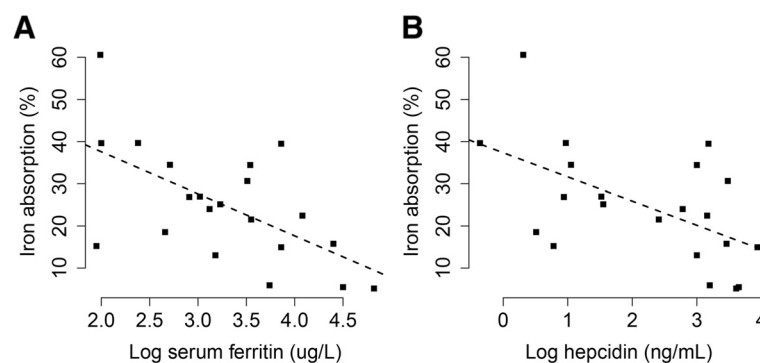 A
Iron absorption (%)
60
50
40
30
20
10
2.0 2.5 3.0 3.5 4.0 4.5
Log serum ferritin (ug/L)
B
Iron absorption (%)
60
50
40
30
20
10
0 1 2 3 4
Log hepcidin (ng/mL)